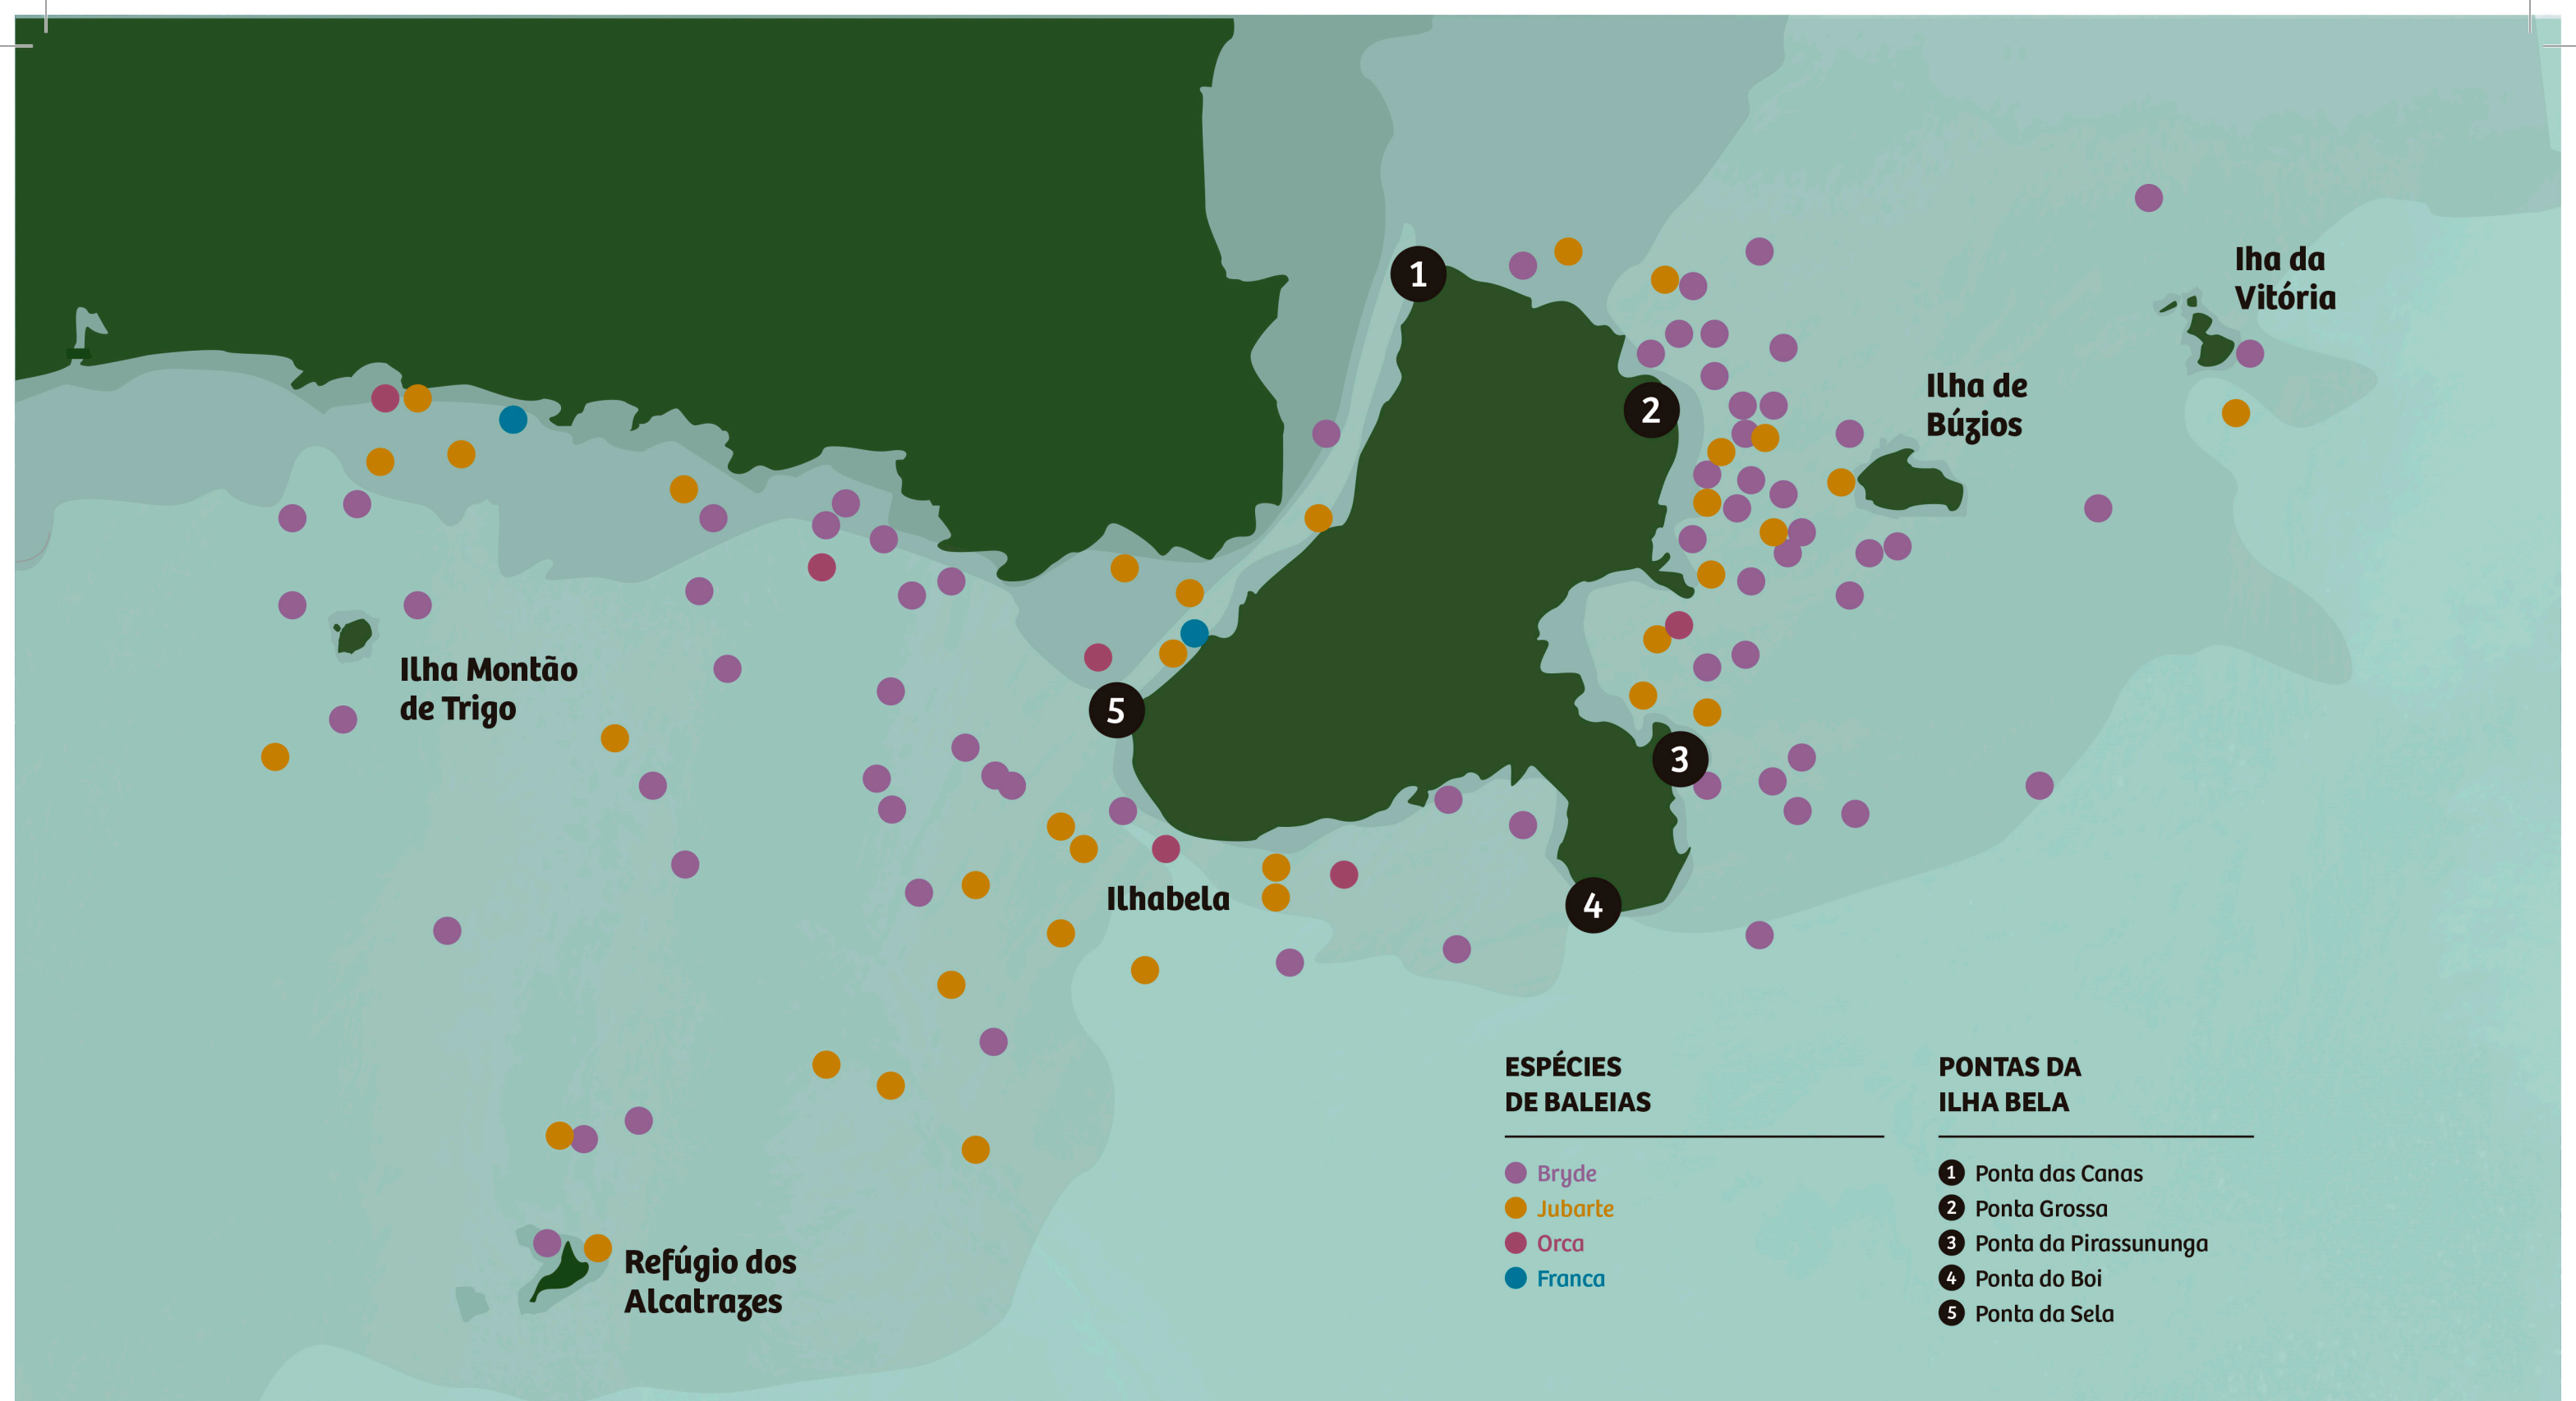 1
Iha da
Vitória
Ilha de
Búzios
2
Ilha Montão
de Trigo
5
3
Ilhabela
4
ESPÉCIES
DE BALEIAS
Bryde
Jubarte
Orca
Franca
PONTAS DA
ILHA BELA
1 Ponta das Canas
2 Ponta Grossa
3 Ponta da Pirassununga
4 Ponta do Boi
5 Ponta da Sela
Refúgio dos
Alcatrazes